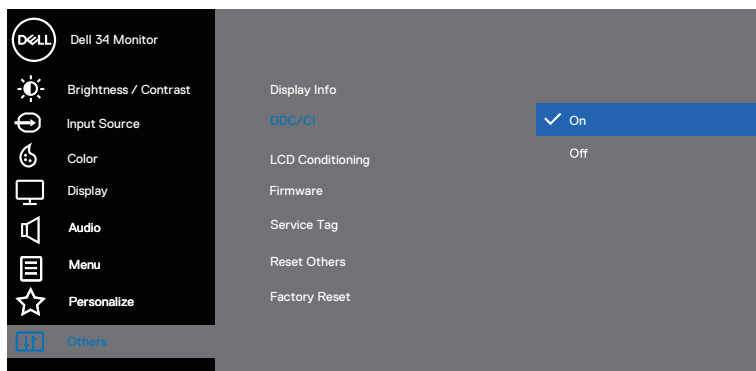 DELL
Dell 34 Monitor
Brightness / Contrast
Input Source
Color
Display
Audio
Menu
Personalize
Others
Display Info
DDC/CI
LCD Conditioning
Firmware
Service Tag
Reset Others
Factory Reset
On
Off